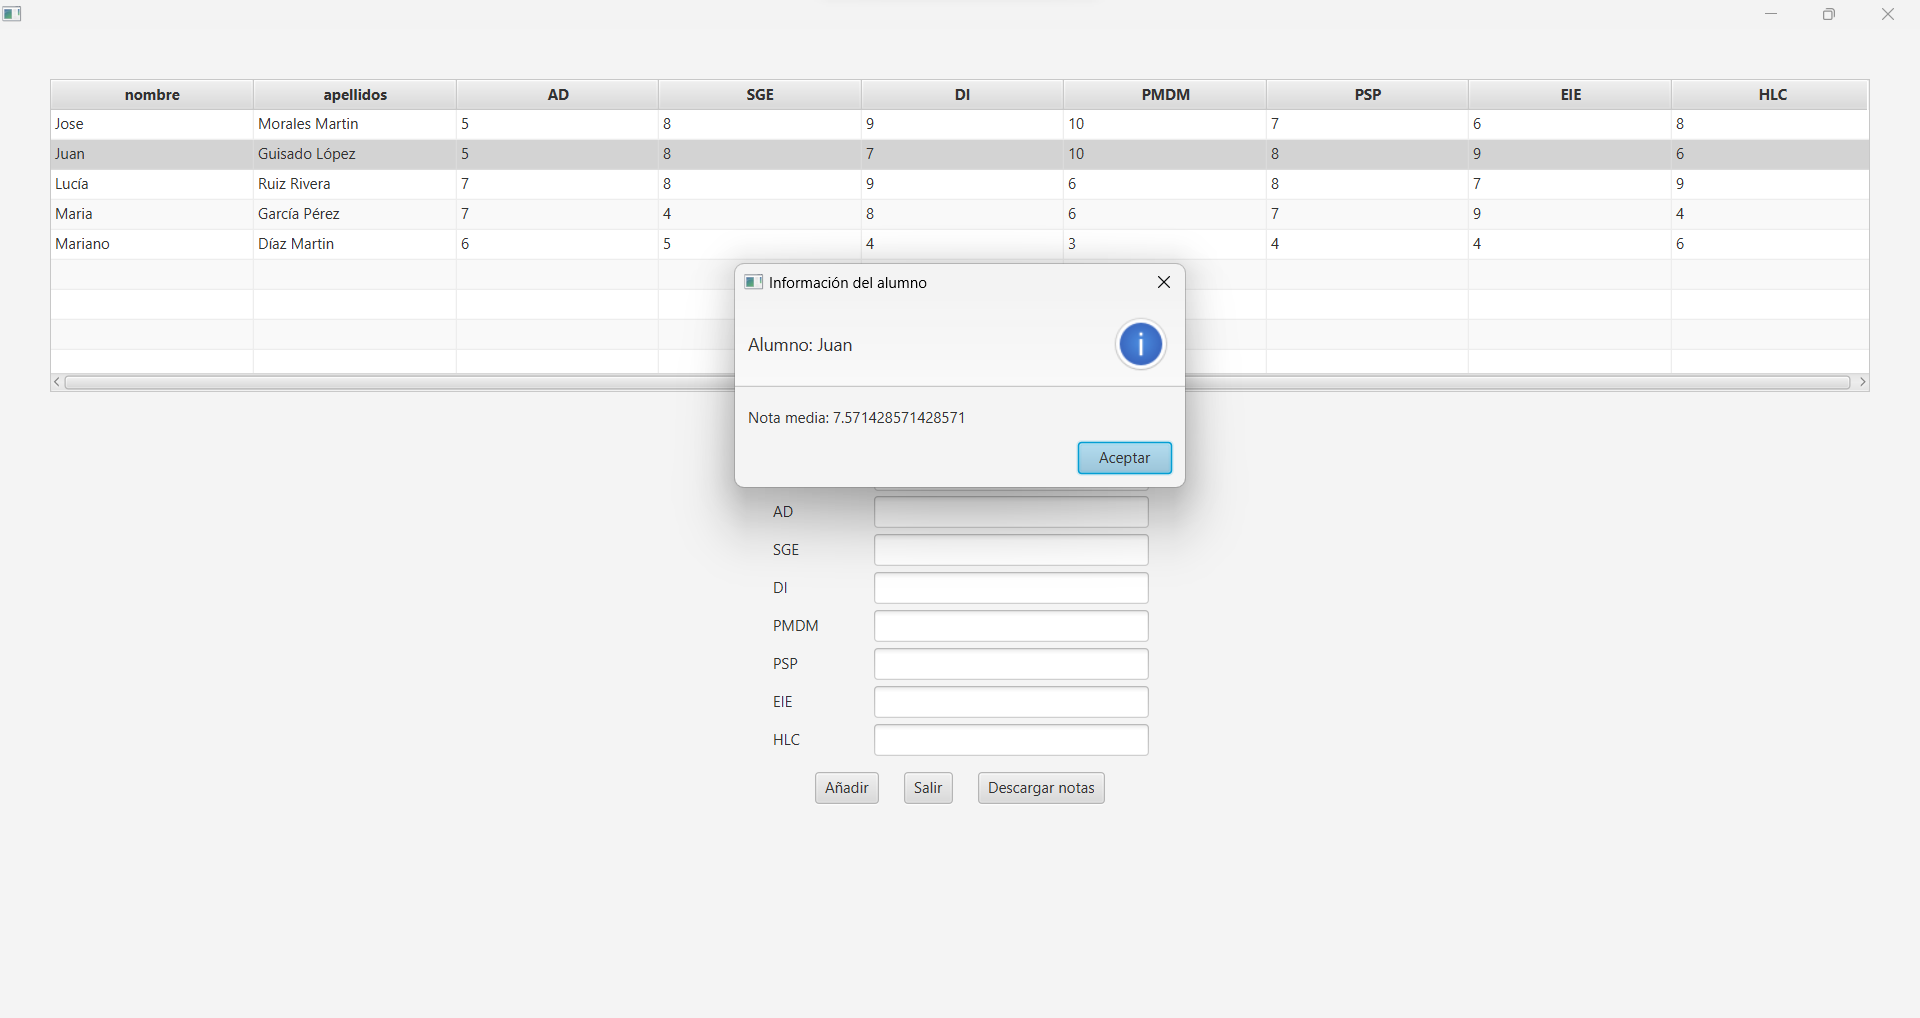 nombre apellidos AD SGE DI PMDM PSP EIE HLC
Jose Morales Martin 5 8 9 10 7 6 8
Juan Guisado López 5 8 7 10 8 9 6
Lucía Ruiz Rivera 7 8 9 6 8 7 9
Maria García Pérez 7 4 8 6 7 9 4
Mariano Díaz Martin 6 5 4 3 4 4 6
Información del alumno
Alumno: Juan
Nota media: 7.571428571428571
Aceptar
AD
SGE
DI
PMDM
PSP
EIE
HLC
Añadir Salir Descargar notas